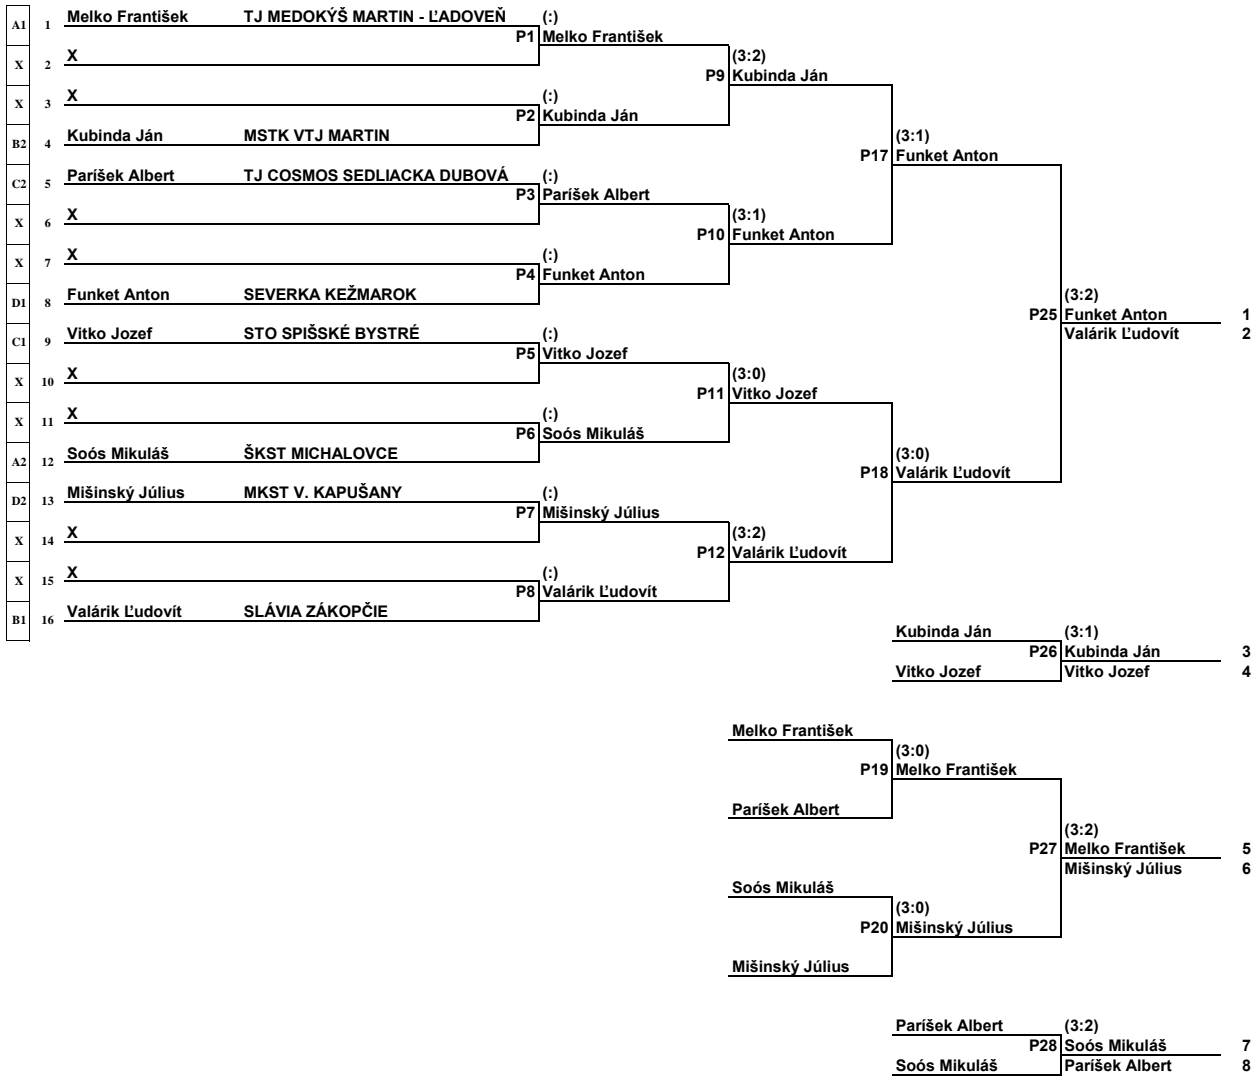 A1 1 Melko František TJ MEDOKÝŠ MARTIN - ĽADOVEŇ (:)
P1 Melko František
X 2 X (3:2)
P9 Kubinda Ján
X 3 X (:)
P2 Kubinda Ján
B2 4 Kubinda Ján MSTK VTJ MARTIN (3:1)
P17 Funket Anton
C2 5 Paríšek Albert TJ COSMOS SEDLIACKA DUBOVÁ (:)
P3 Paríšek Albert
X 6 X (3:1)
P10 Funket Anton
X 7 X (:)
P4 Funket Anton
D1 8 Funket Anton SEVERKA KEŽMAROK (3:2)
P25 Funket Anton 1
C1 9 Vitko Jozef STO SPIŠSKÉ BYSTRÉ (:) Valárik Ľudovít 2
P5 Vitko Jozef
X 10 X (3:0)
P11 Vitko Jozef
X 11 X (:)
P6 Soós Mikuláš
A2 12 Soós Mikuláš ŠKST MICHALOVCE (3:0)
P18 Valárik Ľudovít
D2 13 Mišinský Július MKST V. KAPUŠANY (:)
P7 Mišinský Július
X 14 X (3:2)
P12 Valárik Ľudovít
X 15 X (:)
P8 Valárik Ľudovít
B1 16 Valárik Ľudovít SLÁVIA ZÁKOPČIE
Kubinda Ján (3:1)
P26 Kubinda Ján 3
Vitko Jozef Vitko Jozef 4
Melko František
(3:0)
P19 Melko František
Paríšek Albert
(3:2)
P27 Melko František 5
Mišinský Július 6
Soós Mikuláš
(3:0)
P20 Mišinský Július
Mišinský Július
Paríšek Albert (3:2)
P28 Soós Mikuláš 7
Soós Mikuláš Paríšek Albert 8